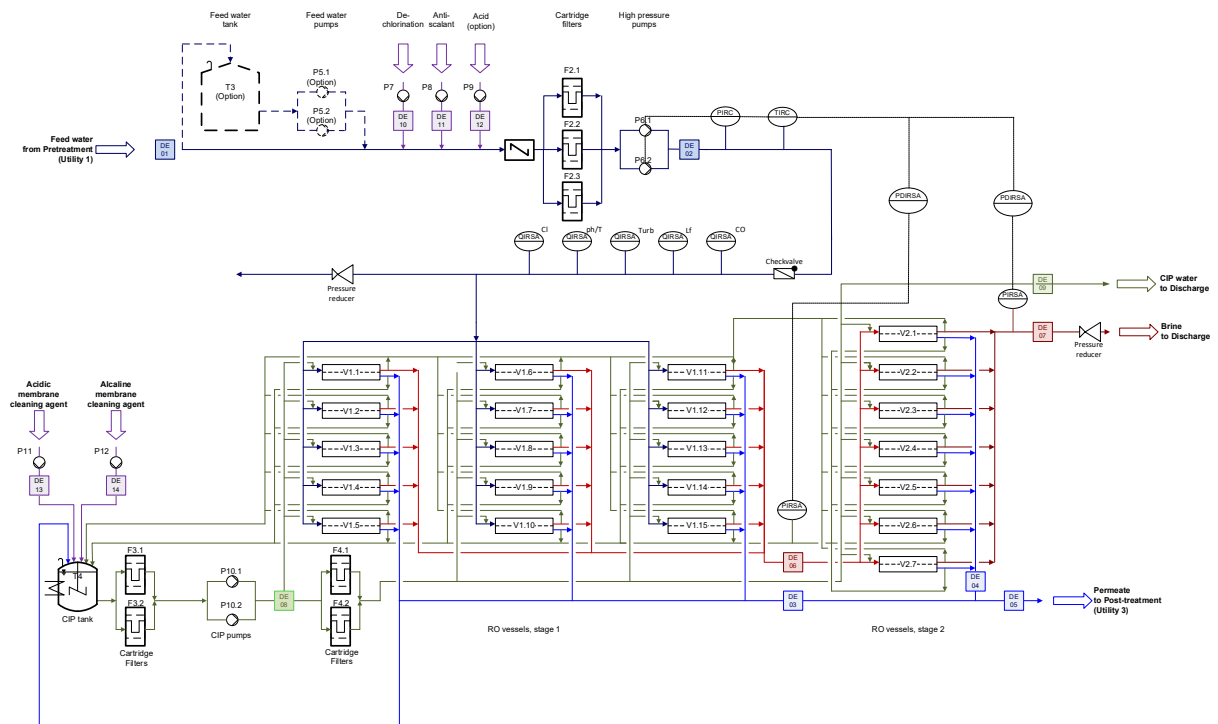 Feed water
tank
Feed water
pumps
De-
chlorination
Anti-
scalant
Acid
(option)
Cartridge
filters
High pressure
pumps
T3
(Option)
P5.1
(Option)
P5.2
(Option)
P7
P8
P9
DE
10
DE
11
DE
12
F2.1
F2.2
F2.3
P6.1
P6.2
PIRC
TIRC
Feed water
from Pretreatment
(Utility 1)
DE
01
DE
02
PDIRSA
PDIRSA
QIRSA
Cl
QIRSA
ph/T
QIRSA
Turb
QIRSA
Lf
QIRSA
CO
Checkvalve
Pressure
reducer
PIRSA
DE
09
CIP water
to Discharge
DE
07
Pressure
reducer
Brine
to Discharge
V1.1
V1.2
V1.3
V1.4
V1.5
V1.6
V1.7
V1.8
V1.9
V1.10
V1.11
V1.12
V1.13
V1.14
V1.15
V2.1
V2.2
V2.3
V2.4
V2.5
V2.6
V2.7
PIRSA
DE
06
DE
04
DE
03
DE
05
Permeate
to Post-treatment
(Utility 3)
Acidic
membrane
cleaning agent
Alcaline
membrane
cleaning agent
P11
P12
DE
13
DE
14
T4
CIP tank
F3.1
F3.2
Cartridge
Filters
P10.1
P10.2
CIP pumps
DE
08
F4.1
F4.2
Cartridge
Filters
RO vessels, stage 1
RO vessels, stage 2